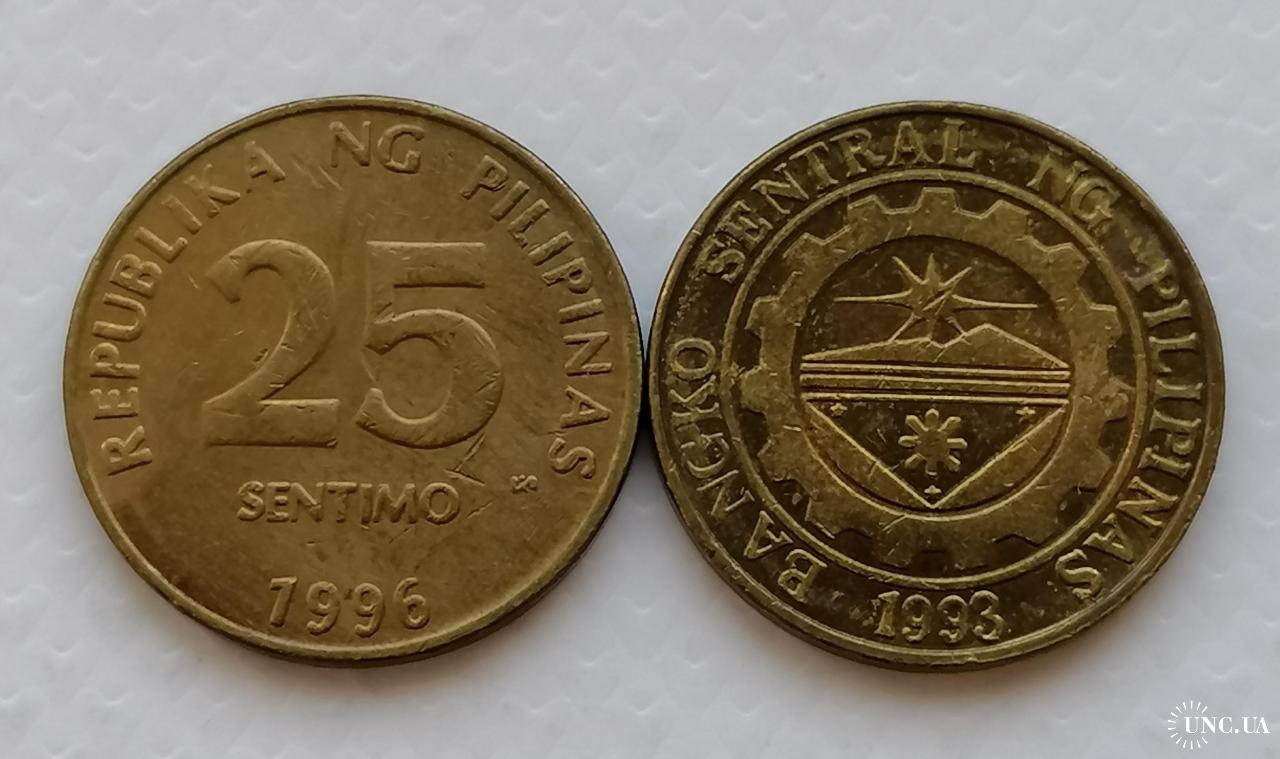 REPUBLIKA NG PILIPINAS
25
SENTIMO
1996
BANGKO SENTRAL NG PILIPINAS
1993
UNC.UA